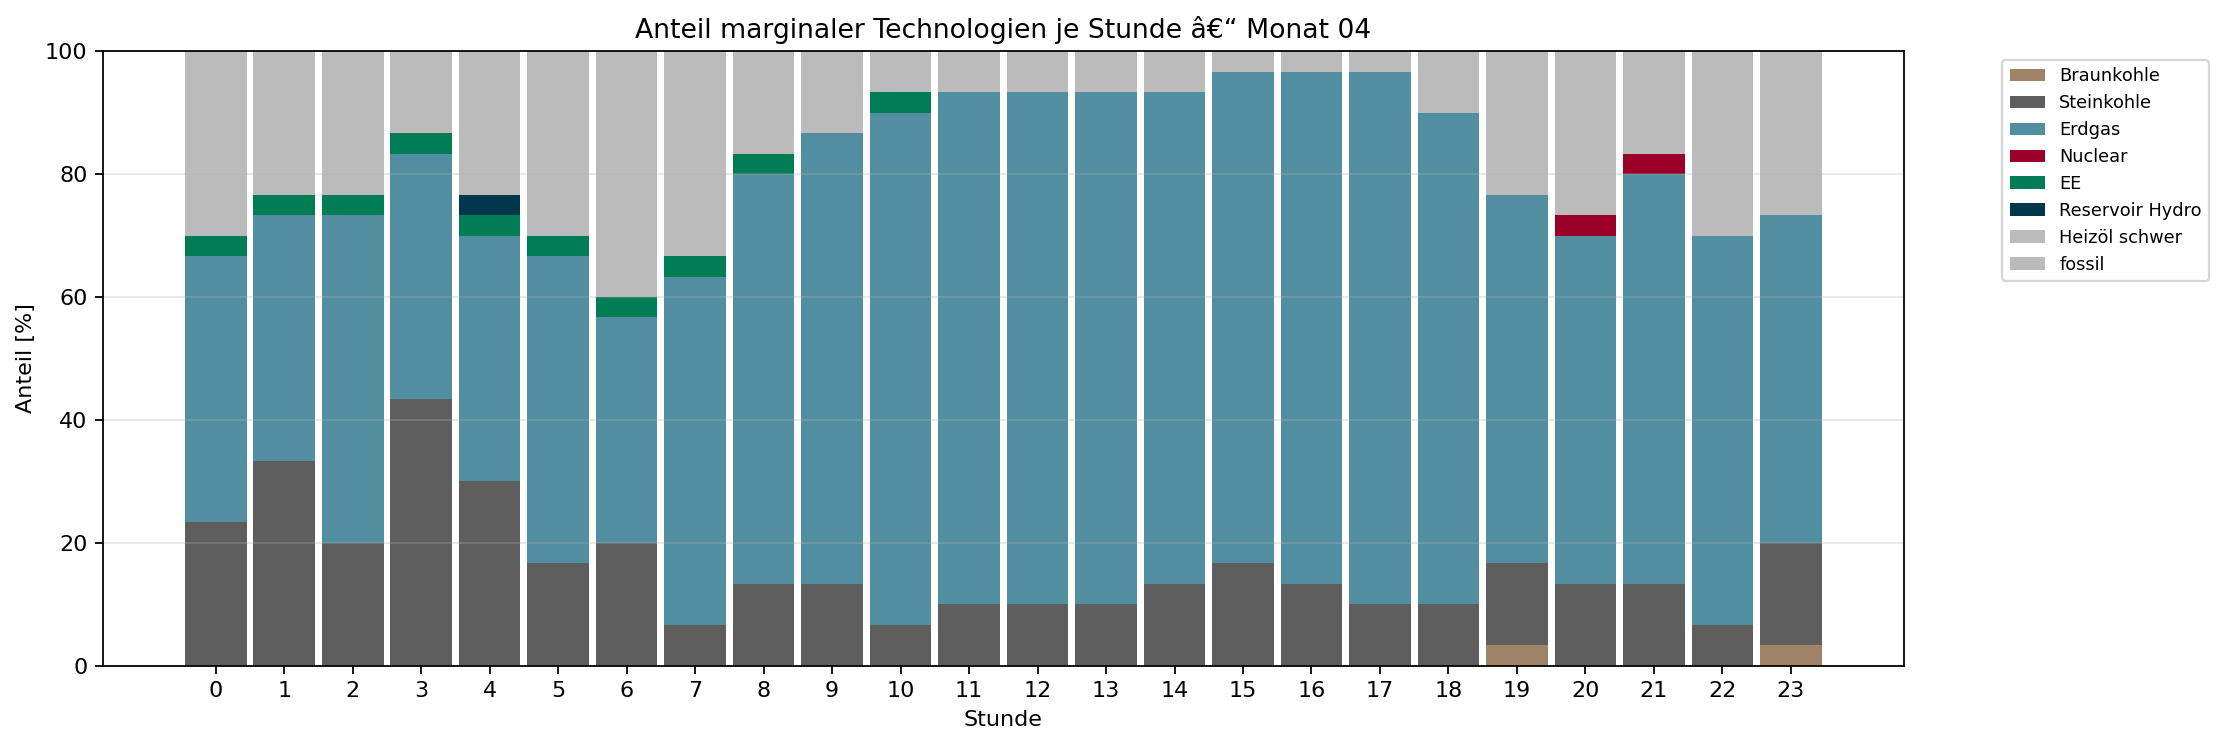 Anteil marginaler Technologien je Stunde â€“ Monat 04
Anteil [%]
100
80
60
40
20
0
0 1 2 3 4 5 6 7 8 9 10 11 12 13 14 15 16 17 18 19 20 21 22 23
Stunde
Braunkohle
Steinkohle
Erdgas
Nuclear
EE
Reservoir Hydro
Heizöl schwer
fossil